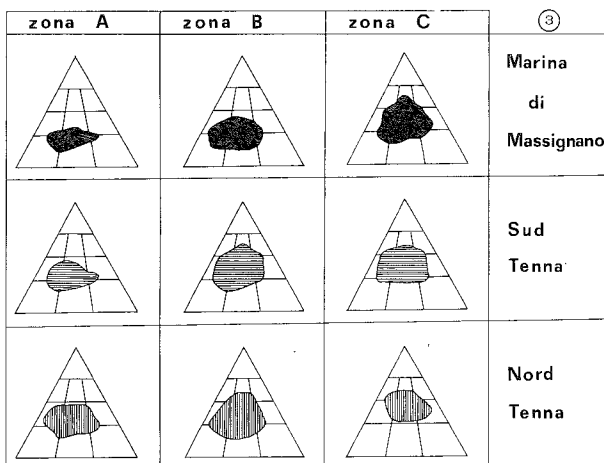 zona A zona B zona C ③
Marina
di
Massignano
Sud
Tenna
Nord
Tenna